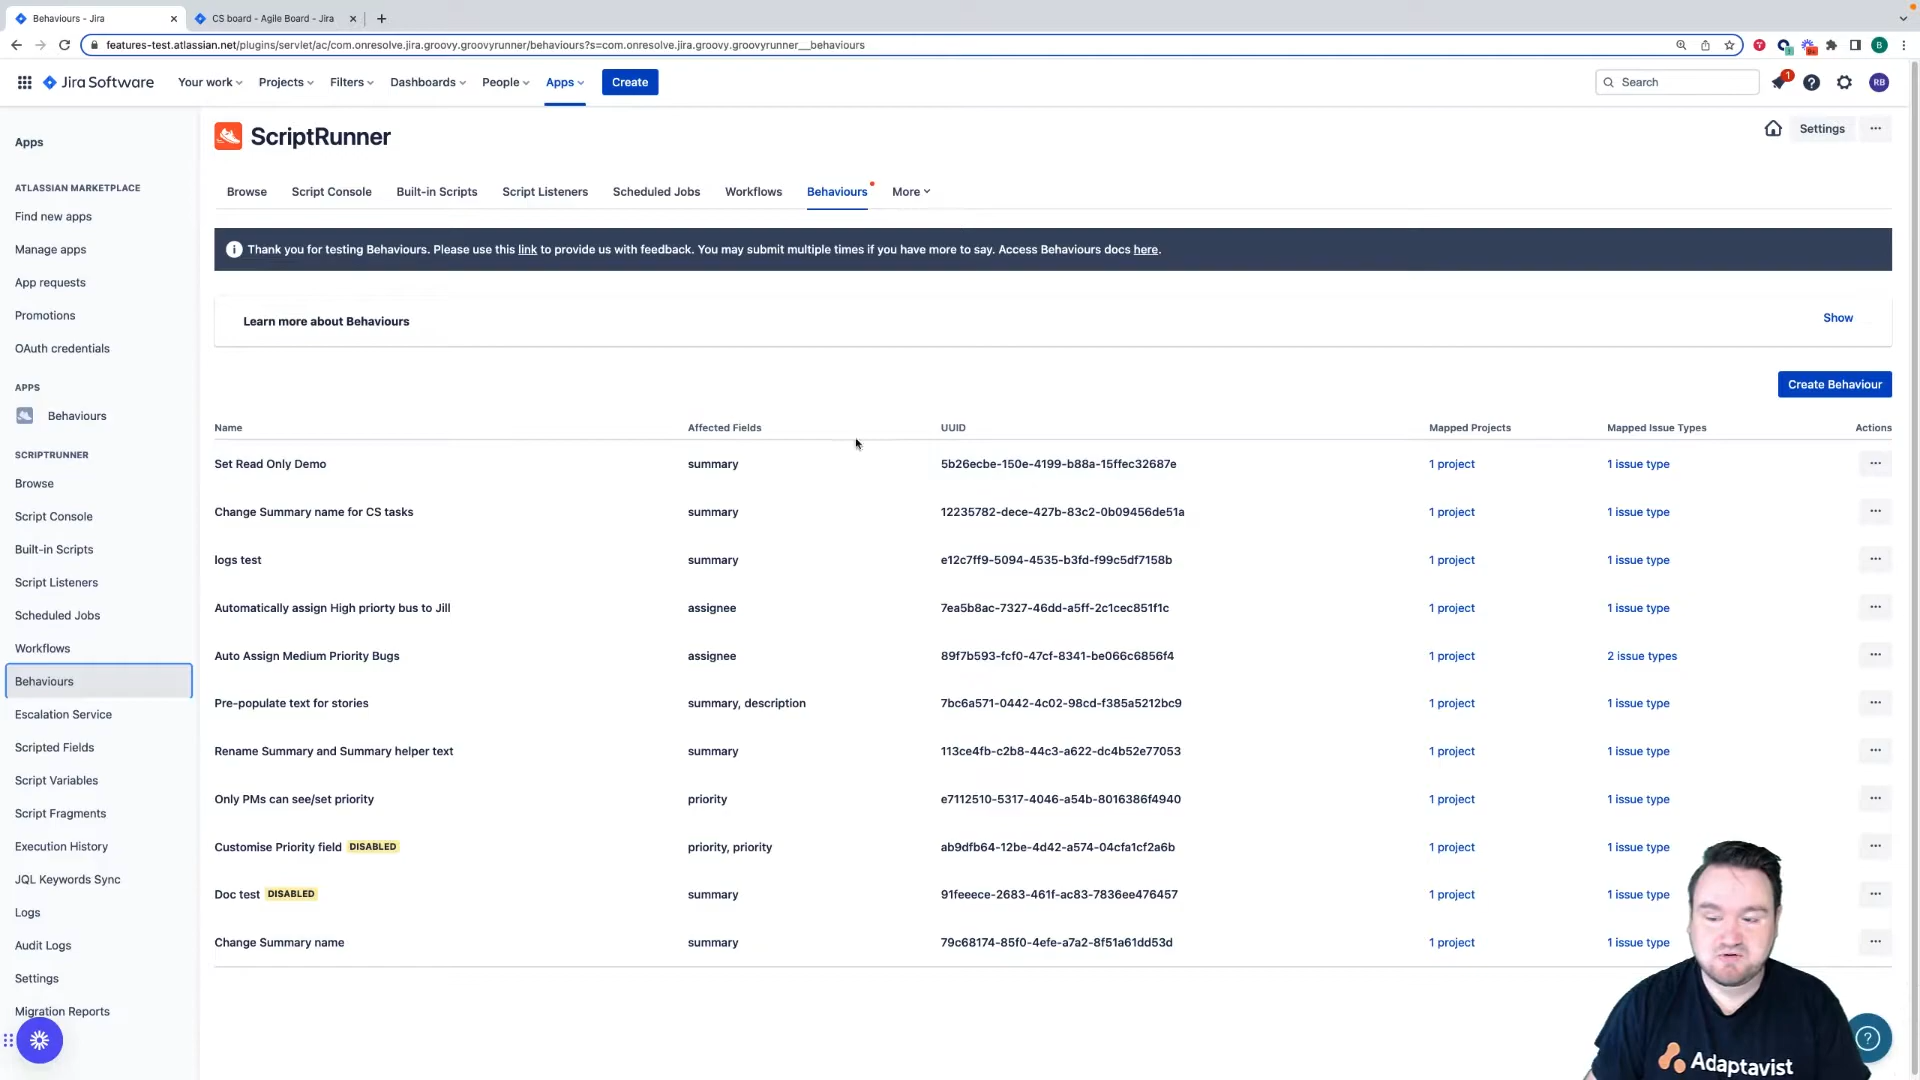 Behaviours - Jira
CS board - Agile Board - Jira
features-test.atlassian.net/plugins/servlet/ac/com.onresolve.jira.groovy.groovyrunner/behaviours?s=com.onresolve.jira.groovy.groovyrunner__behaviours
B
Jira Software
Your work
Projects
Filters
Dashboards
People
Apps
Create
Search
1
RB
Apps
ATLASSIAN MARKETPLACE
Find new apps
Manage apps
App requests
Promotions
OAuth credentials
APPS
Behaviours
SCRIPTRUNNER
Browse
Script Console
Built-in Scripts
Script Listeners
Scheduled Jobs
Workflows
Behaviours
Escalation Service
Scripted Fields
Script Variables
Script Fragments
Execution History
JQL Keywords Sync
Logs
Audit Logs
Settings
Migration Reports
ScriptRunner
Settings
Browse Script Console Built-in Scripts Script Listeners Scheduled Jobs Workflows Behaviours More
Thank you for testing Behaviours. Please use this link to provide us with feedback. You may submit multiple times if you have more to say. Access Behaviours docs here.
Learn more about Behaviours
Show
Create Behaviour
Name Affected Fields UUID Mapped Projects Mapped Issue Types Actions
Set Read Only Demo summary 5b26ecbe-150e-4199-b88a-15ffec32687e 1 project 1 issue type
Change Summary name for CS tasks summary 12235782-dece-427b-83c2-0b09456de51a 1 project 1 issue type
logs test summary e12c7ff9-5094-4535-b3fd-f99c5df7158b 1 project 1 issue type
Automatically assign High priorty bus to Jill assignee 7ea5b8ac-7327-46dd-a5ff-2c1cec851f1c 1 project 1 issue type
Auto Assign Medium Priority Bugs assignee 89f7b593-fcf0-47cf-8341-be066c6856f4 1 project 2 issue types
Pre-populate text for stories summary, description 7bc6a571-0442-4c02-98cd-f385a5212bc9 1 project 1 issue type
Rename Summary and Summary helper text summary 113ce4fb-c2b8-44c3-a622-dc4b52e77053 1 project 1 issue type
Only PMs can see/set priority priority e7112510-5317-4046-a54b-8016386f4940 1 project 1 issue type
Customise Priority field DISABLED priority, priority ab9dfb64-12be-4d42-a574-04cfa1cf2a6b 1 project 1 issue type
Doc test DISABLED summary 91feeece-2683-461f-ac83-7836ee476457 1 project 1 issue type
Change Summary name summary 79c68174-85f0-4efe-a7a2-8f51a61dd53d 1 project 1 issue type
Adaptavist